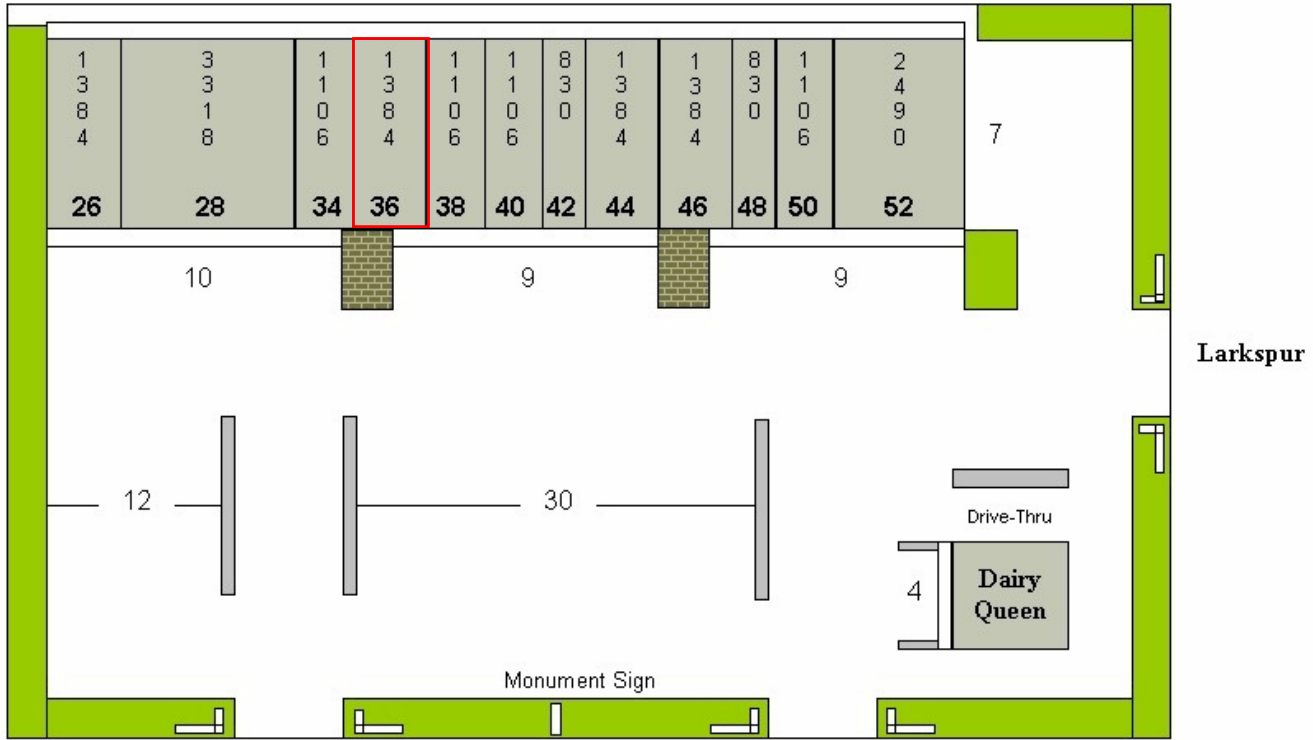 1384 3318 1106 1384 1106 1106 830 1384 1384 830 1106 2490
7
26 28 34 36 38 40 42 44 46 48 50 52
10 9 9
Larkspur
12 30
Drive-Thru
4
Dairy
Queen
Monument Sign